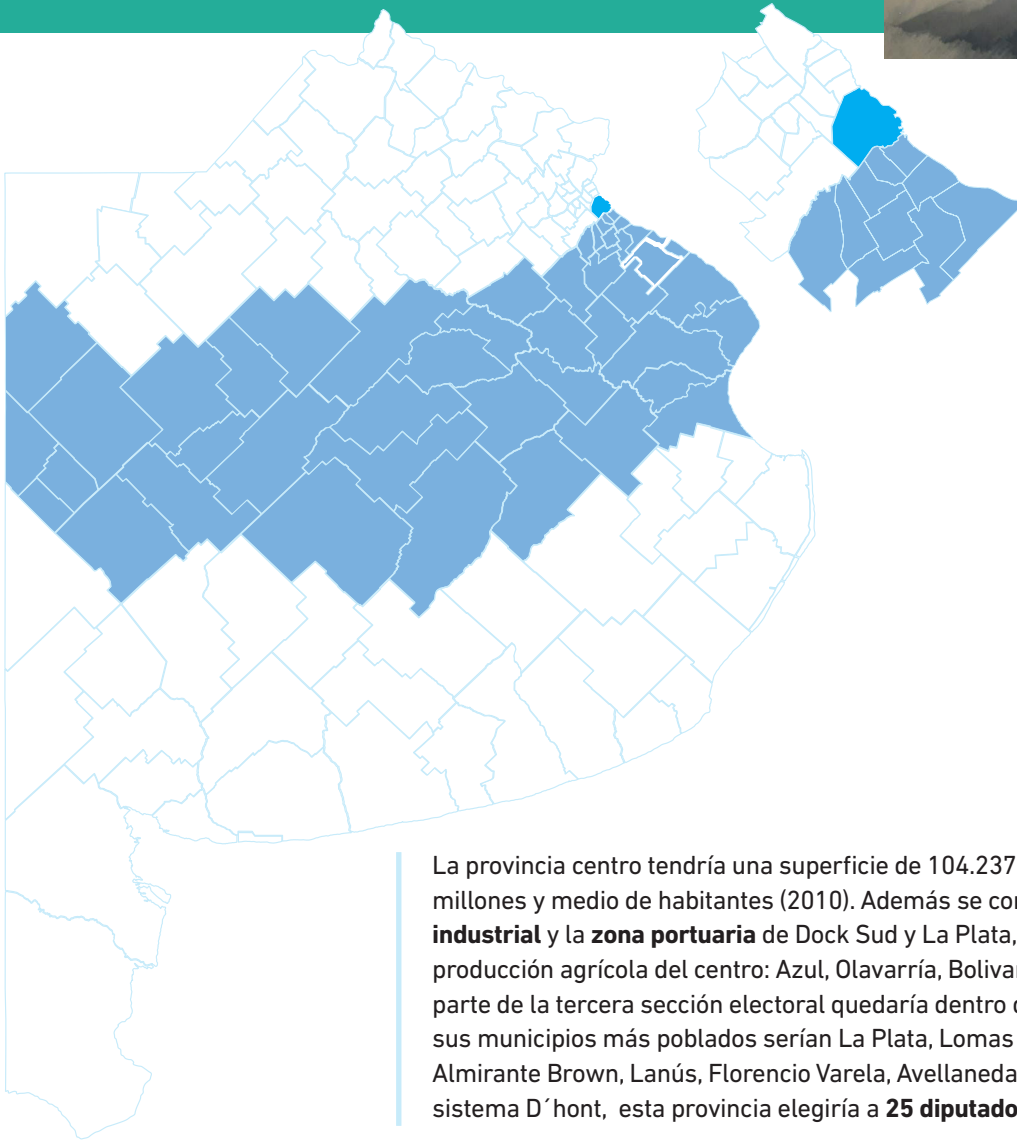 La provincia centro tendría una superficie de 104.237
millones y medio de habitantes (2010). Además se con
industrial y la zona portuaria de Dock Sud y La Plata,
producción agrícola del centro: Azul, Olavarría, Bolivar
parte de la tercera sección electoral quedaría dentro
sus municipios más poblados serían La Plata, Lomas
Almirante Brown, Lanús, Florencio Varela, Avellaneda
sistema D´hont, esta provincia elegiría a 25 diputado